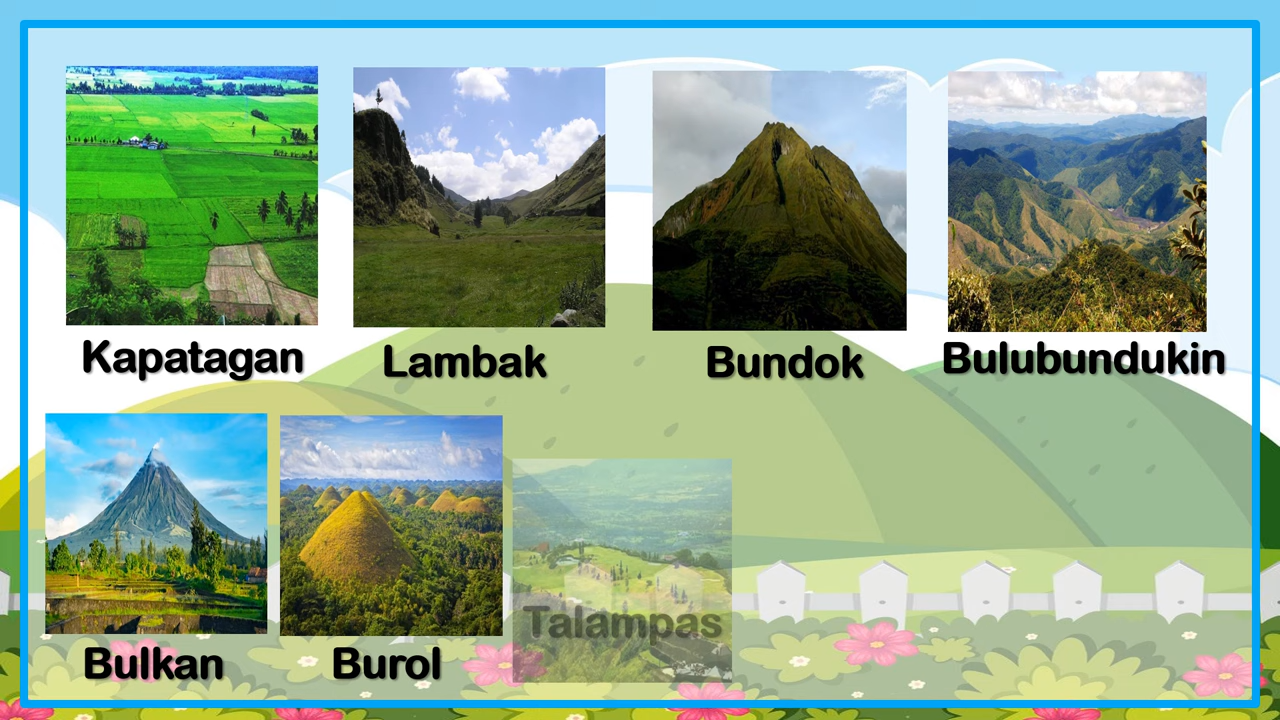 Kapatagan
Lambak
Bundok
Bulubundukin
Bulkan
Burol
Talampas